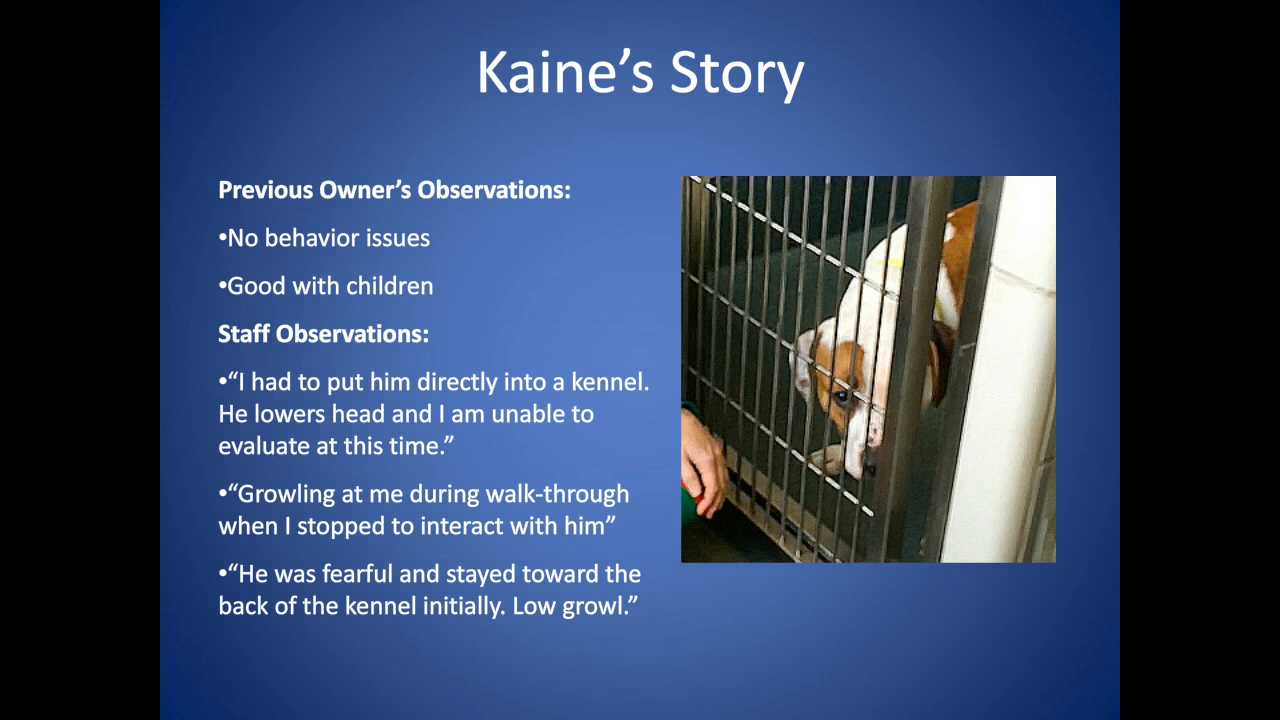 Kaine’s Story
Previous Owner’s Observations:
•No behavior issues
•Good with children
Staff Observations:
•“I had to put him directly into a kennel.
He lowers head and I am unable to
evaluate at this time.”
•“Growling at me during walk-through
when I stopped to interact with him”
•“He was fearful and stayed toward the
back of the kennel initially. Low growl.”